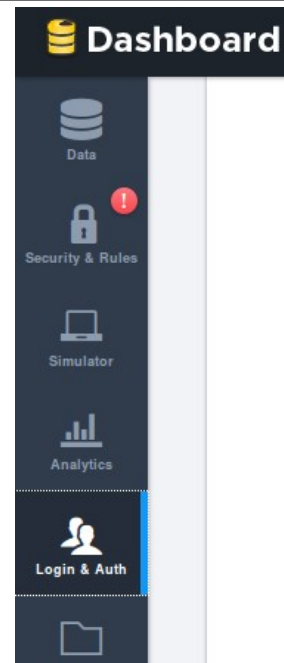 Dashboard
Data
!
Security & Rules
Simulator
Analytics
Login & Auth